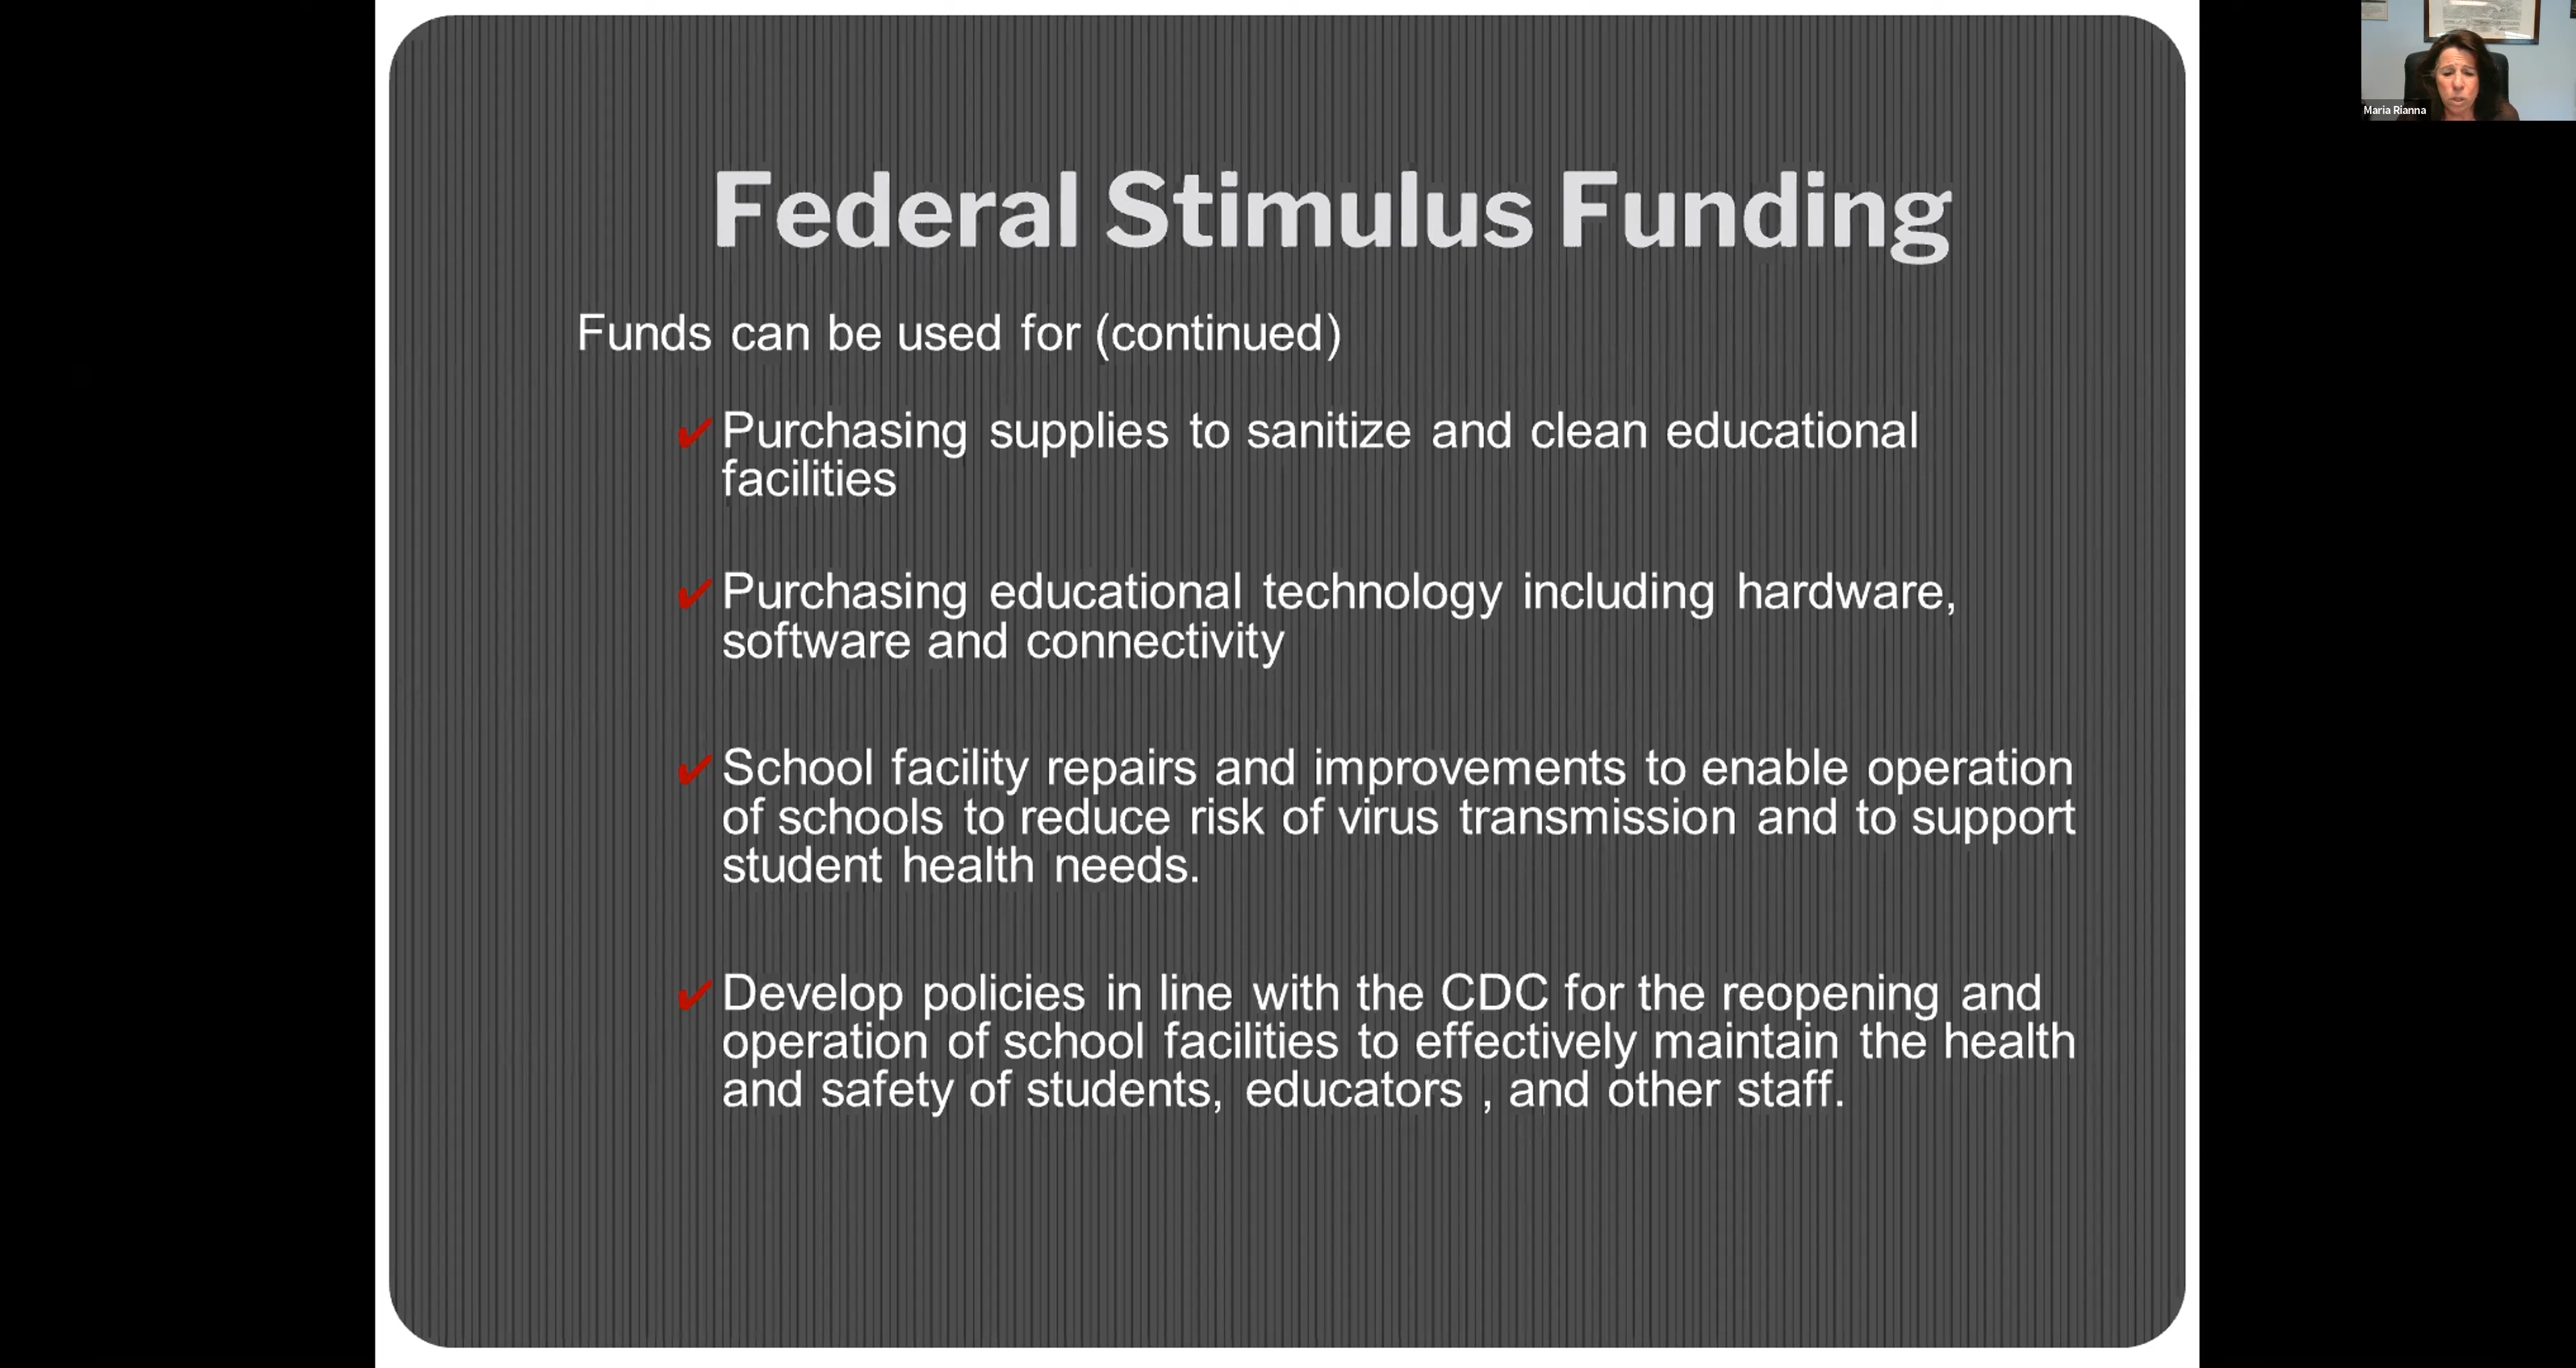 Federal Stimulus Funding
Funds can be used for (continued)
✔ Purchasing supplies to sanitize and clean educational
facilities
✔ Purchasing educational technology including hardware,
software and connectivity
✔ School facility repairs and improvements to enable operation
of schools to reduce risk of virus transmission and to support
student health needs.
✔ Develop policies in line with the CDC for the reopening and
operation of school facilities to effectively maintain the health
and safety of students, educators , and other staff.
Maria Rianna